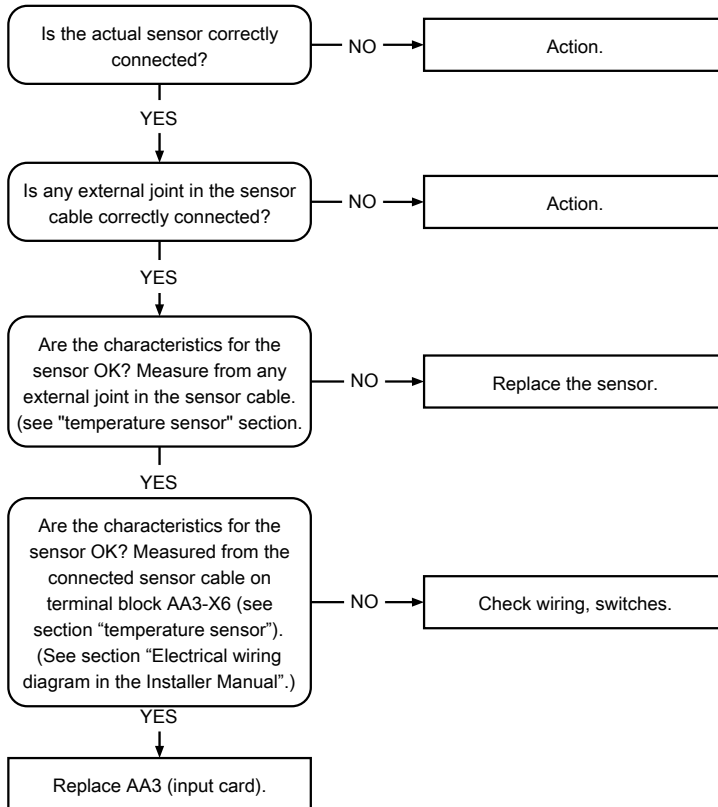 Is the actual sensor correctly
connected?
NO
Action.
YES
Is any external joint in the sensor
cable correctly connected?
NO
Action.
YES
Are the characteristics for the
sensor OK? Measure from any
external joint in the sensor cable.
(see "temperature sensor" section.
NO
Replace the sensor.
YES
Are the characteristics for the
sensor OK? Measured from the
connected sensor cable on
terminal block AA3-X6 (see
section “temperature sensor”).
(See section “Electrical wiring
diagram in the Installer Manual”.)
NO
Check wiring, switches.
YES
Replace AA3 (input card).